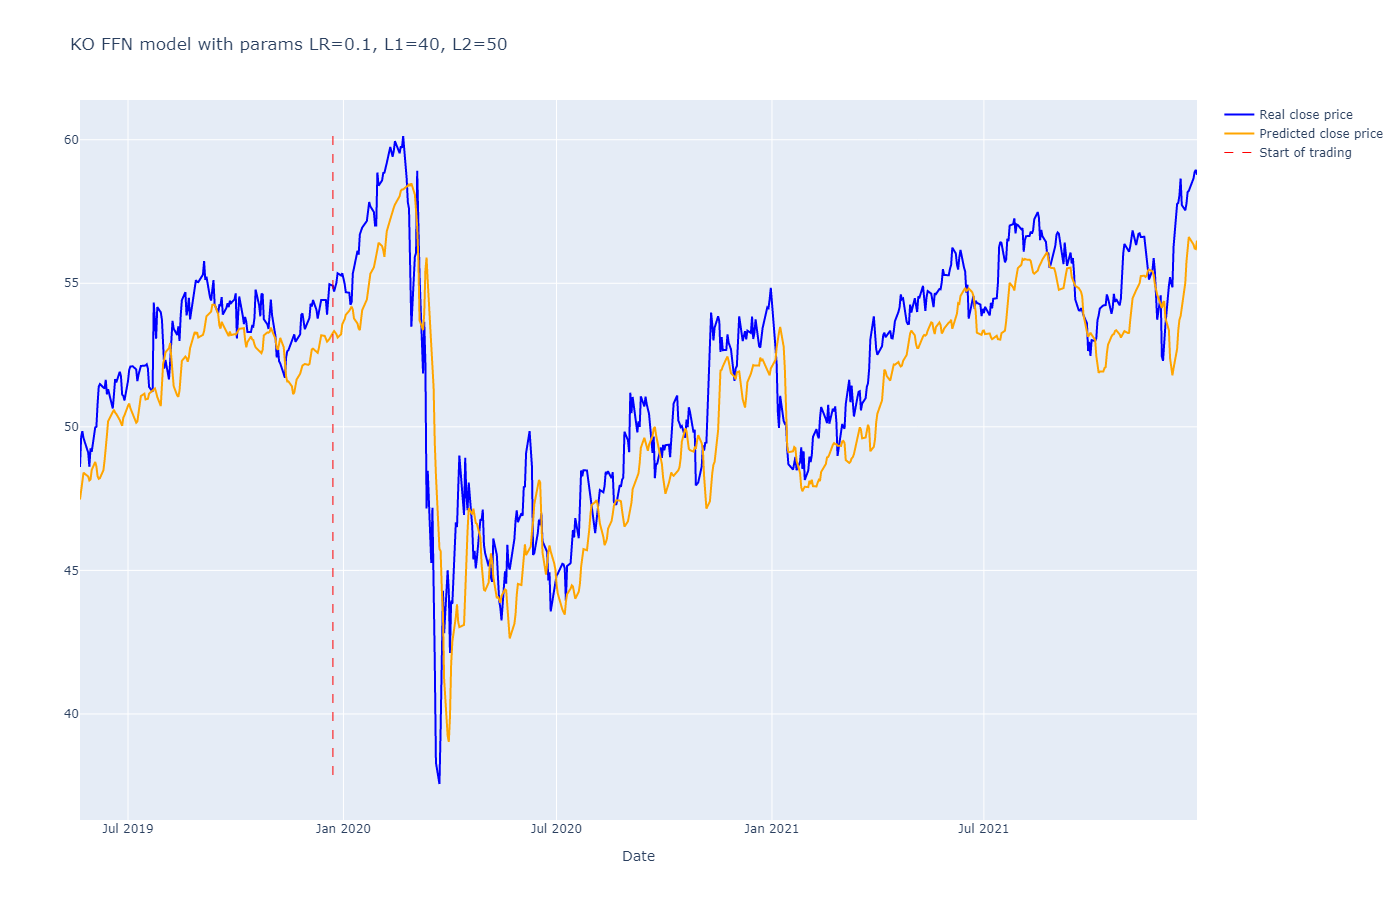 KO FFN model with params LR=0.1, L1=40, L2=50
Real close price
Predicted close price
Start of trading
60
55
50
45
40
Jul 2019
Jan 2020
Jul 2020
Jan 2021
Jul 2021
Date